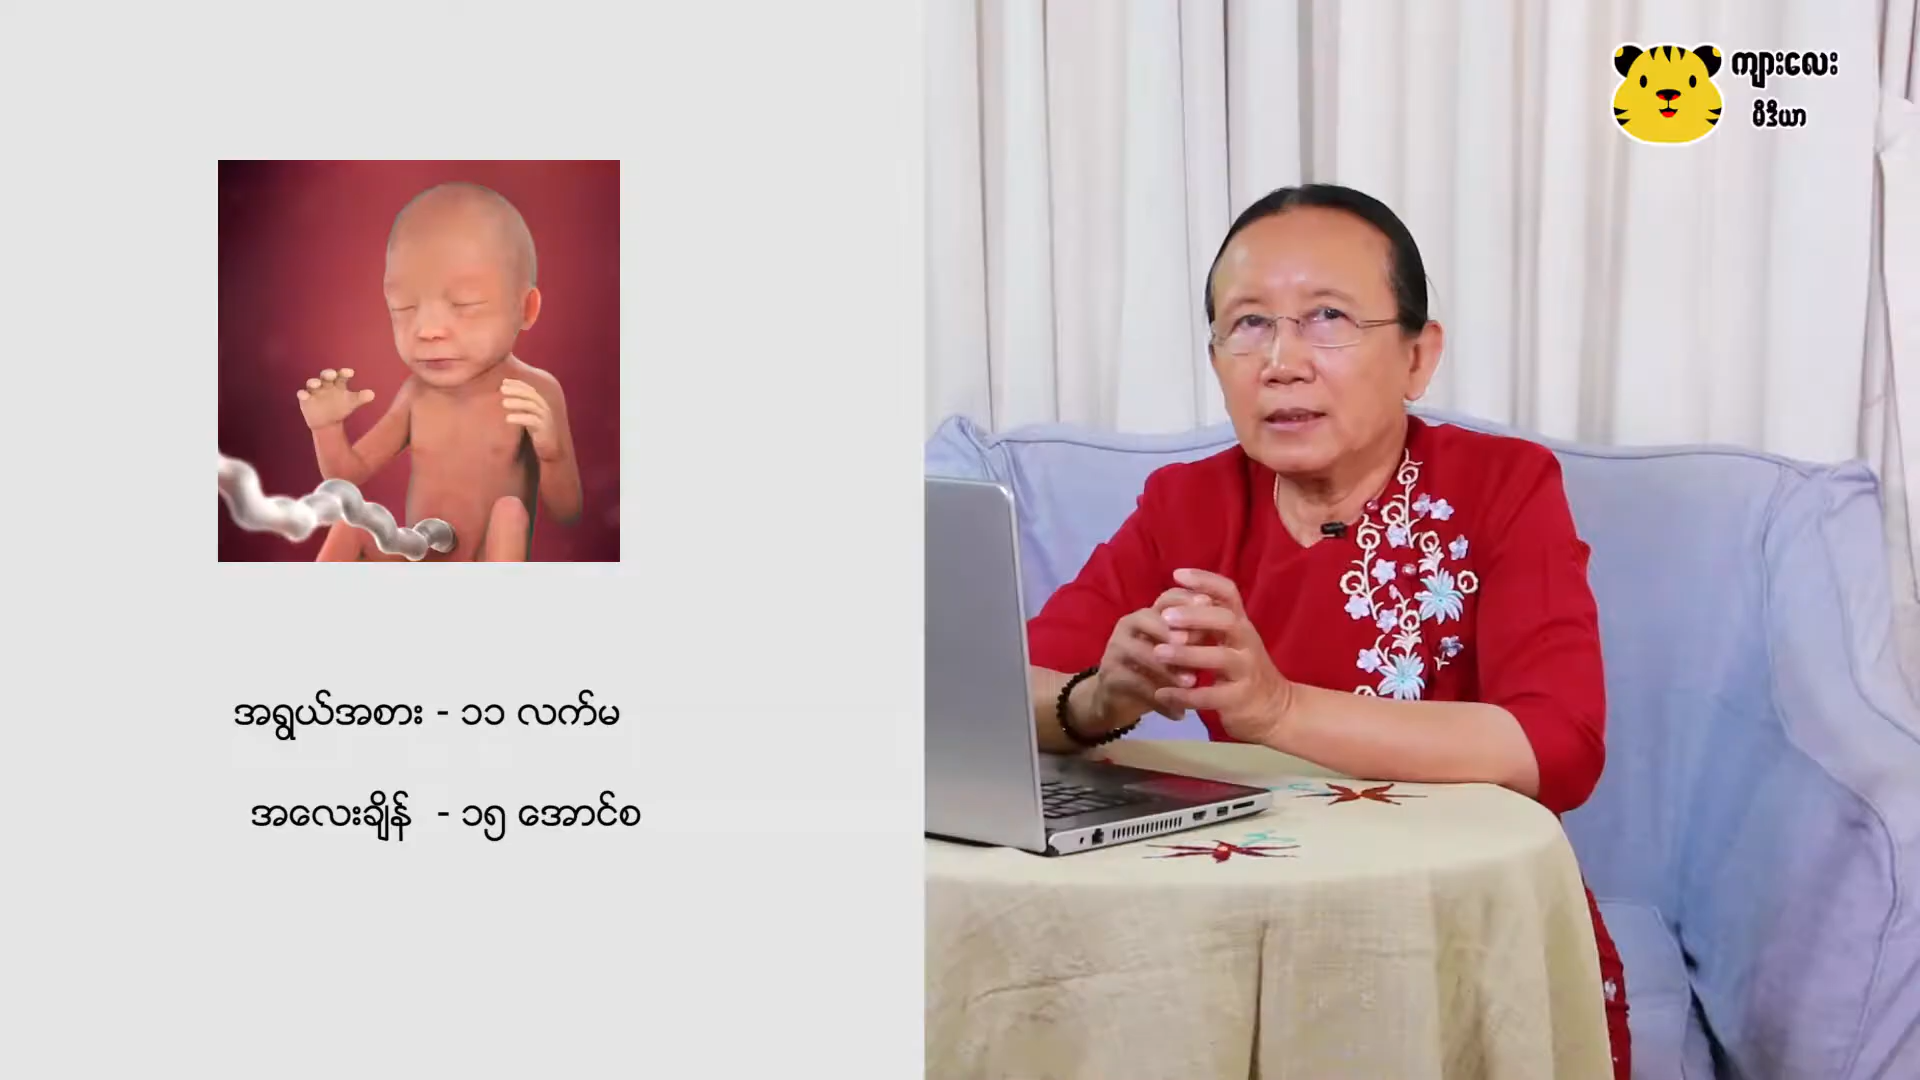 ကျားလေး
မီဒီယာ
အရွယ်အစား - ၁၁ လက်မ
အလေးချိန် - ၁၅ အောင်စ